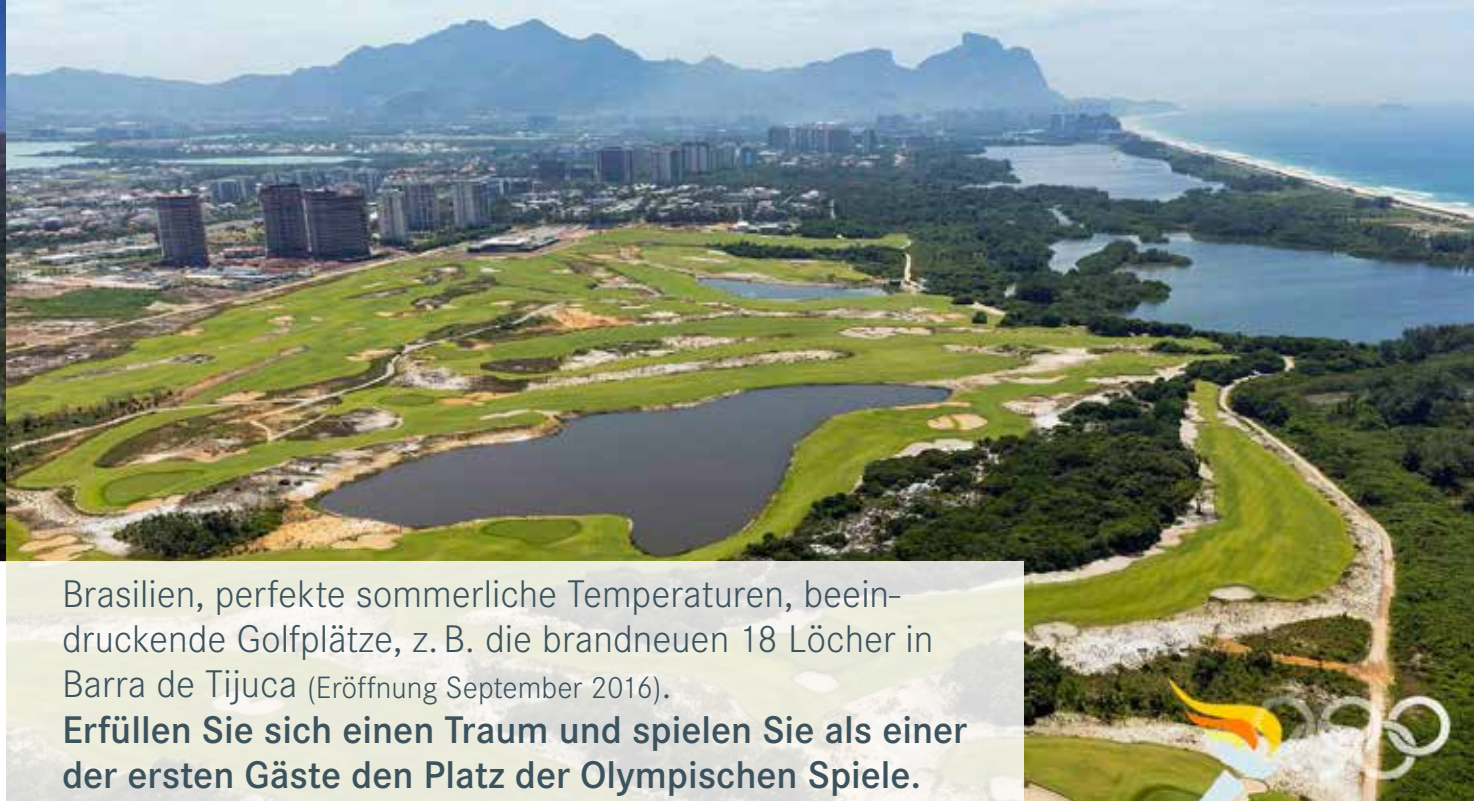 Brasilien, perfekte sommerliche Temperaturen, beein-
druckende Golfplätze, z. B. die brandneuen 18 Löcher in
Barra de Tijuca (Eröffnung September 2016).
Erfüllen Sie sich einen Traum und spielen Sie als einer
der ersten Gäste den Platz der Olympischen Spiele.